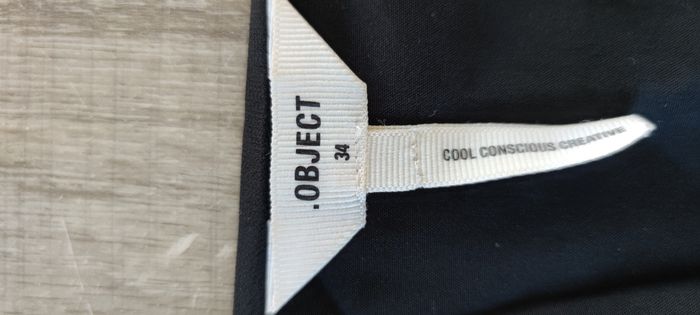 .OBJECT
34
COOL CONSCIOUS CREATIVE